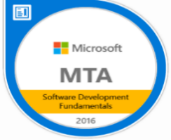 Microsoft
MTA
Software Development
Fundamentals
2016